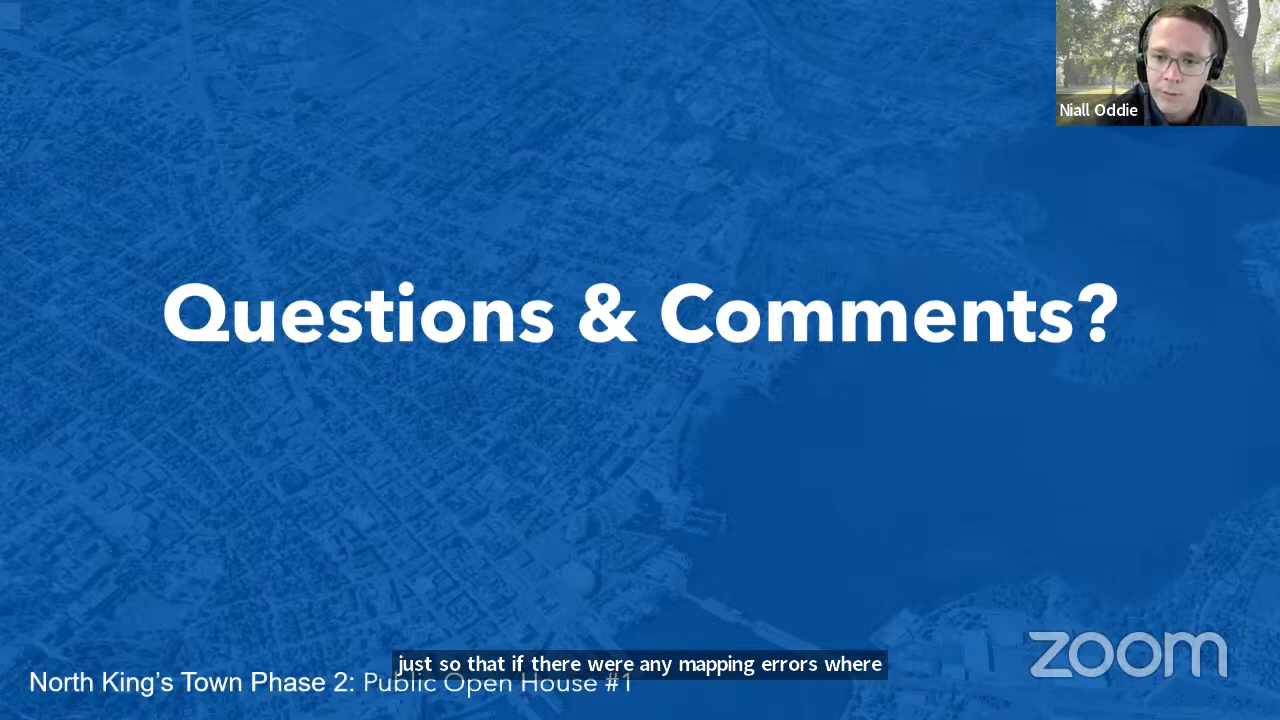 Niall Oddie
Questions & Comments?
zoom
just so that if there were any mapping errors where
North King's Town Phase 2: Public Open House #1